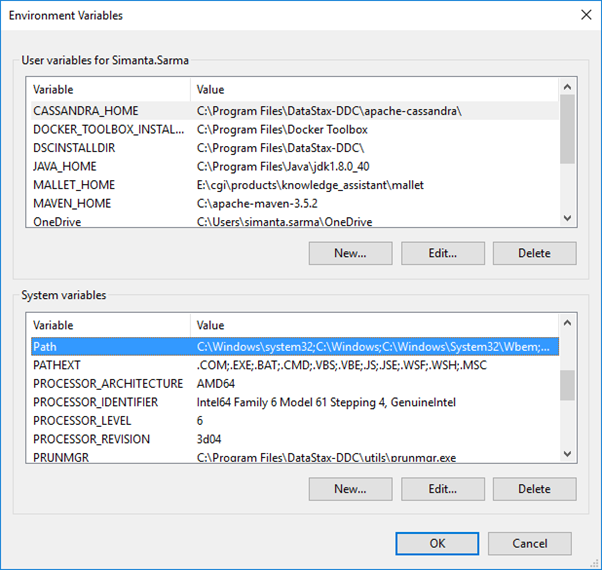 Environment Variables
User variables for Simanta.Sarma
Variable Value
CASSANDRA_HOME C:\Program Files\DataStax-DDC\apache-cassandra\
DOCKER_TOOLBOX_INSTAL... C:\Program Files\Docker Toolbox
DSCINSTALLDIR C:\Program Files\DataStax-DDC\
JAVA_HOME C:\Program Files\Java\jdk1.8.0_40
MALLET_HOME E:\cgi\products\knowledge_assistant\mallet
MAVEN_HOME C:\apache-maven-3.5.2
OneDrive C:\Users\simanta.sarma\OneDrive
New... Edit... Delete
System variables
Variable Value
Path C:\Windows\system32;C:\Windows;C:\Windows\System32\Wbem;...
PATHEXT .COM;.EXE;.BAT;.CMD;.VBS;.VBE;.JS;.JSE;.WSF;.WSH;.MSC
PROCESSOR_ARCHITECTURE AMD64
PROCESSOR_IDENTIFIER Intel64 Family 6 Model 61 Stepping 4, GenuineIntel
PROCESSOR_LEVEL 6
PROCESSOR_REVISION 3d04
PRUNMGR C:\Program Files\DataStax-DDC\utils\prunmgr.exe
New... Edit... Delete
OK Cancel